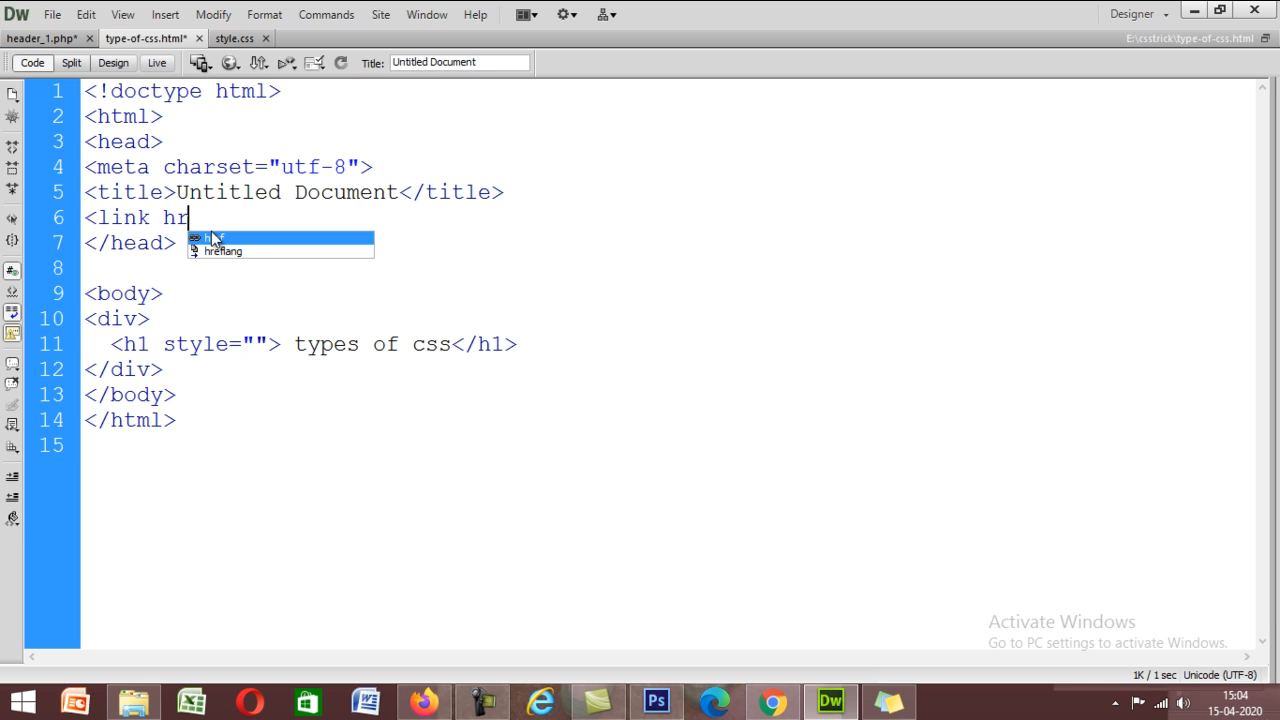 Dw File Edit View Insert Modify Format Commands Site Window Help Designer
header_1.php* type-of-css.html* style.css E:\csstrick\type-of-css.html
Code Split Design Live Title: Untitled Document
1 <!doctype html>
2 <html>
3 <head>
4 <meta charset="utf-8">
5 <title>Untitled Document</title>
6 <link hr
7 </head>
hreflang
8
9 <body>
10 <div>
11 <h1 style=""> types of css</h1>
12 </div>
13 </body>
14 </html>
15
Activate Windows
Go to PC settings to activate Windows.
1K / 1 sec Unicode (UTF-8)
Ps Dw
15:04
15-04-2020